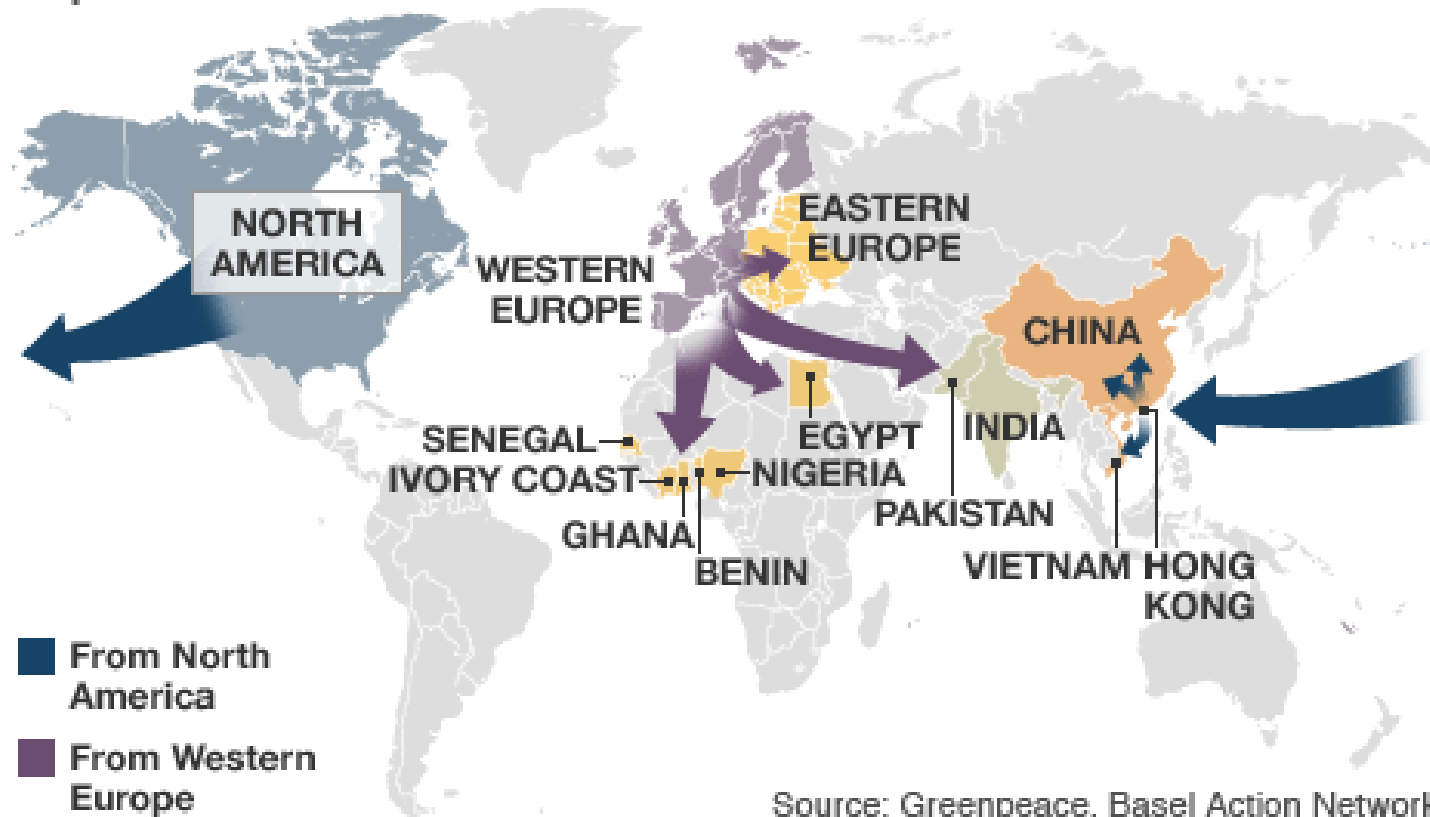 NORTH
AMERICA
WESTERN
EUROPE
EASTERN
EUROPE
CHINA
SENEGAL
IVORY COAST
GHANA
BENIN
NIGERIA
EGYPT
INDIA
PAKISTAN
VIETNAM
HONG
KONG
From North
America
From Western
Europe
Source: Greenpeace, Basel Action Network